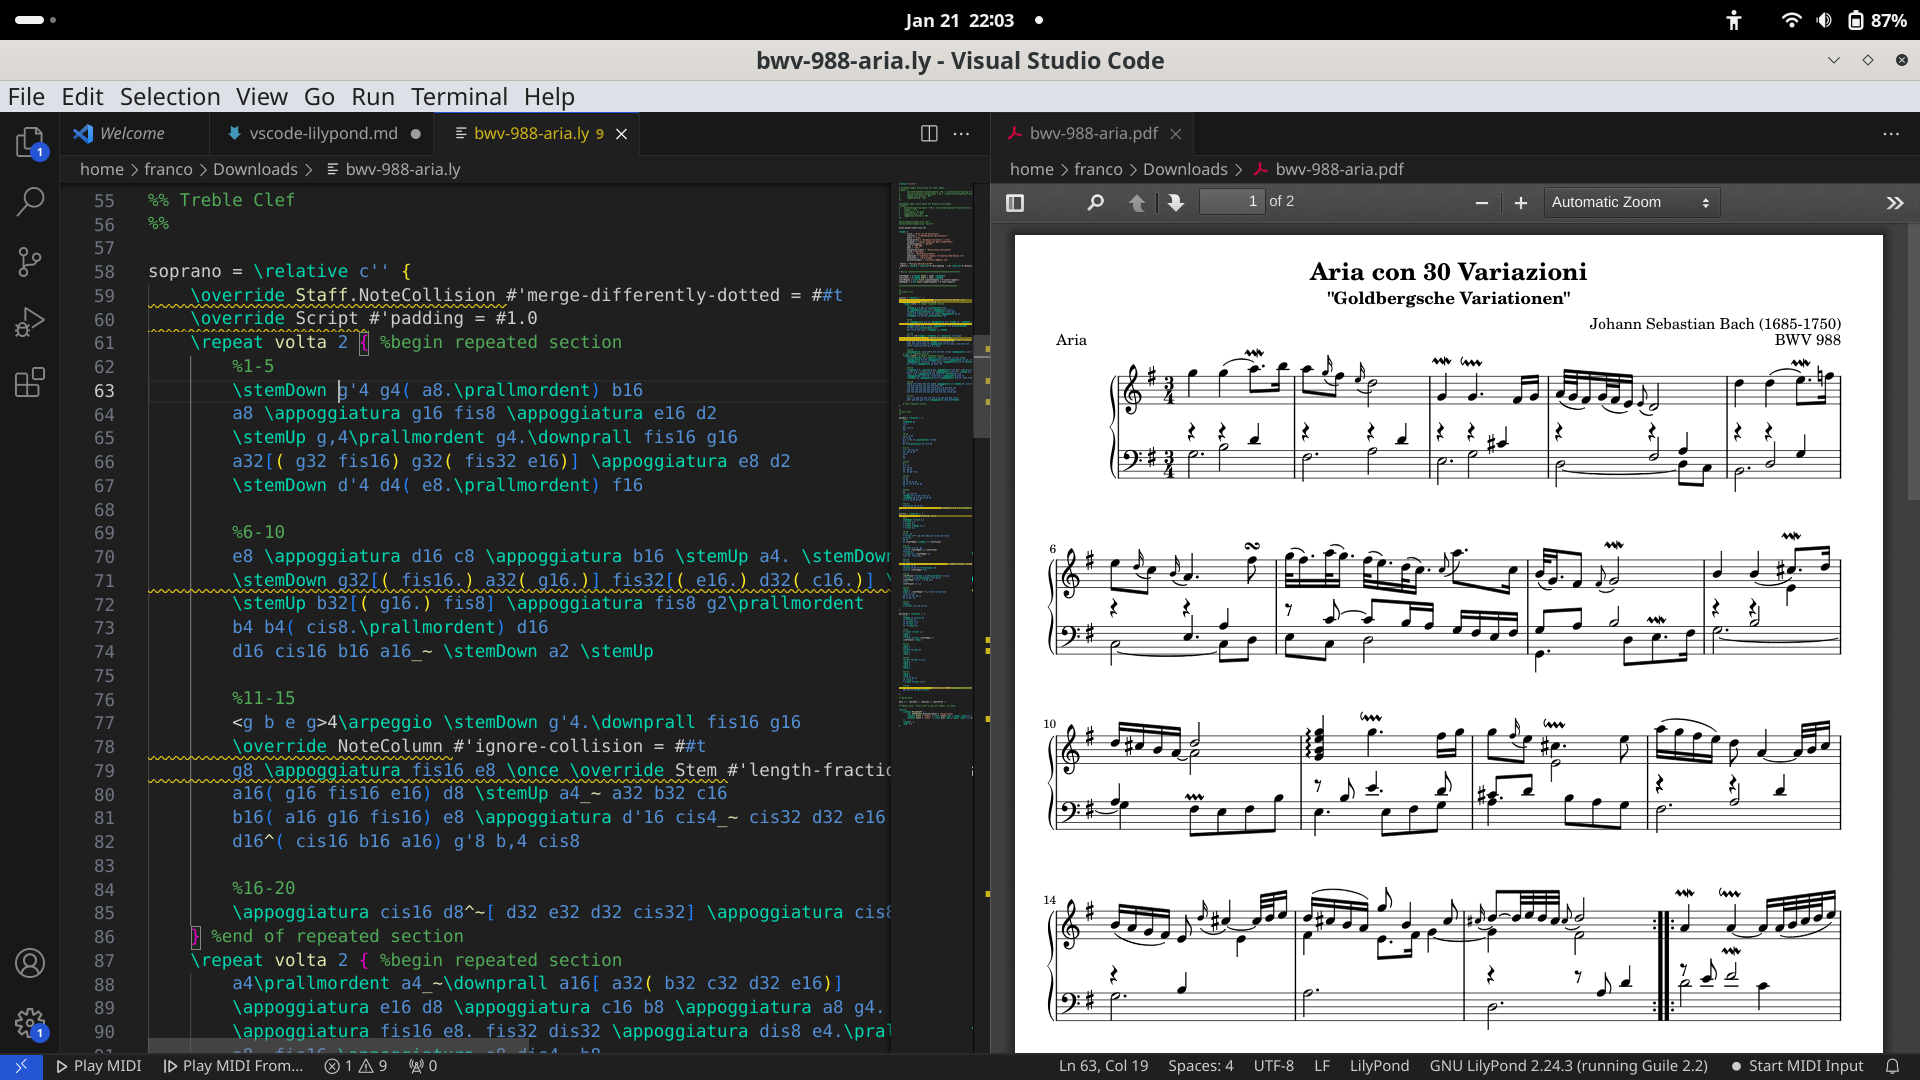 Jan 21 22:03
87%
bwv-988-aria.ly - Visual Studio Code
File Edit Selection View Go Run Terminal Help
Welcome
vscode-lilypond.md
bwv-988-aria.ly 9
home > franco > Downloads > bwv-988-aria.ly
55 %% Treble Clef
56 %%
57
58 soprano = \relative c'' {
59 \override Staff.NoteCollision #'merge-differently-dotted = ##t
60 \override Script #'padding = #1.0
61 \repeat volta 2 { %begin repeated section
62 %1-5
63 \stemDown g'4 g4( a8.\prallmordent) b16
64 a8 \appoggiatura g16 fis8 \appoggiatura e16 d2
65 \stemUp g,4\prallmordent g4.\downprall fis16 g16
66 a32[( g32 fis16) g32( fis32 e16)] \appoggiatura e8 d2
67 \stemDown d'4 d4( e8.\prallmordent) f16
68
69 %6-10
70 e8 \appoggiatura d16 c8 \appoggiatura b16 \stemUp a4. \stemDown
71 \stemDown g32[( fis16.) a32( g16.)] fis32[( e16.) d32( c16.)] \
72 \stemUp b32[( g16.) fis8] \appoggiatura fis8 g2\prallmordent
73 b4 b4( cis8.\prallmordent) d16
74 d16 cis16 b16 a16_~ \stemDown a2 \stemUp
75
76 %11-15
77 <g b e g>4\arpeggio \stemDown g'4.\downprall fis16 g16
78 \override NoteColumn #'ignore-collision = ##t
79 g8 \appoggiatura fis16 e8 \once \override Stem #'length-fractio
80 a16( g16 fis16 e16) d8 \stemUp a4_~ a32 b32 c16
81 b16( a16 g16 fis16) e8 \appoggiatura d'16 cis4_~ cis32 d32 e16
82 d16^( cis16 b16 a16) g'8 b,4 cis8
83
84 %16-20
85 \appoggiatura cis16 d8^~[ d32 e32 d32 cis32] \appoggiatura cis8
86 } %end of repeated section
87 \repeat volta 2 { %begin repeated section
88 a4\prallmordent a4_~\downprall a16[ a32( b32 c32 d32 e16)]
89 \appoggiatura e16 d8 \appoggiatura c16 b8 \appoggiatura a8 g4.
90 \appoggiatura fis16 e8. fis32 dis32 \appoggiatura dis8 e4.\pral
bwv-988-aria.pdf
home > franco > Downloads > bwv-988-aria.pdf
1 of 2
Automatic Zoom
Aria con 30 Variazioni
"Goldbergsche Variationen"
Johann Sebastian Bach (1685-1750)
Aria
BWV 988
3
4
3
4
6
10
14
1
1
Play MIDI
Play MIDI From...
1
9
0
Ln 63, Col 19
Spaces: 4
UTF-8
LF
LilyPond
GNU LilyPond 2.24.3 (running Guile 2.2)
Start MIDI Input